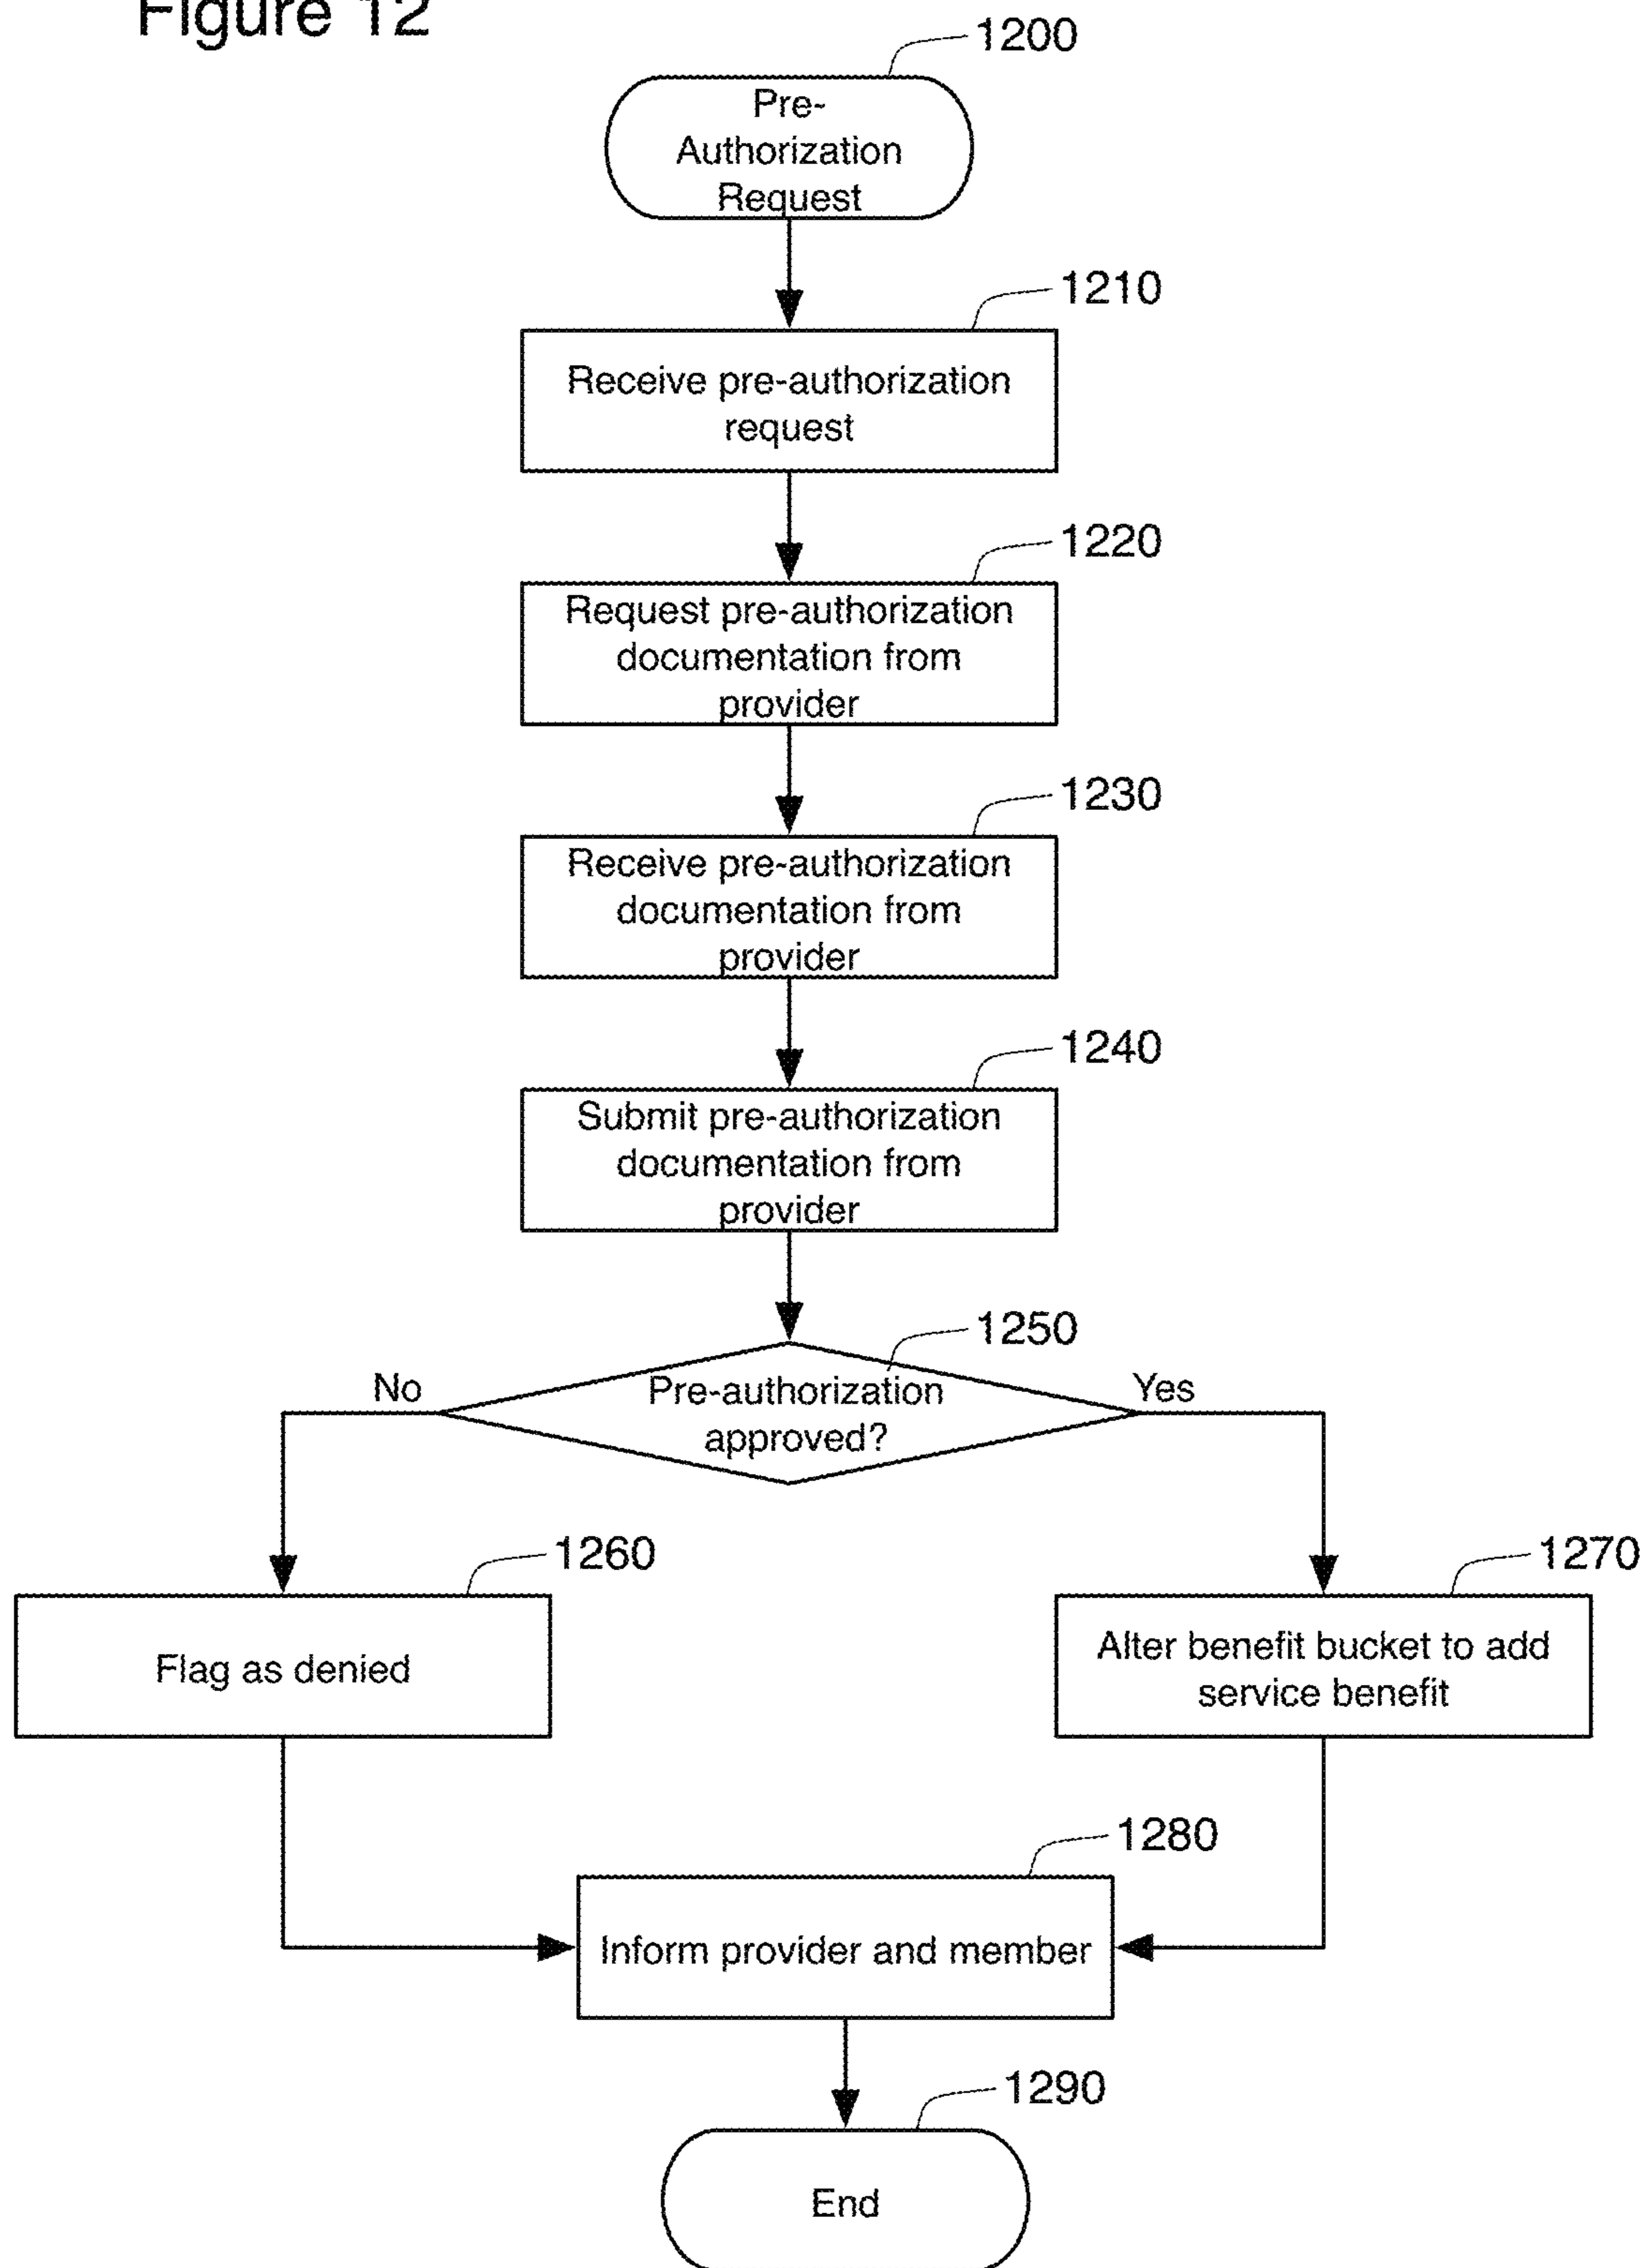 Figure 12
1200
Pre-
Authorization
Request
1210
Receive pre-authorization
request
1220
Request pre-authorization
documentation from
provider
1230
Receive pre-authorization
documentation from
provider
1240
Submit pre-authorization
documentation from
provider
1250
No
Pre-authorization
approved?
Yes
1260
Flag as denied
1270
Alter benefit bucket to add
service benefit
1280
Inform provider and member
1290
End